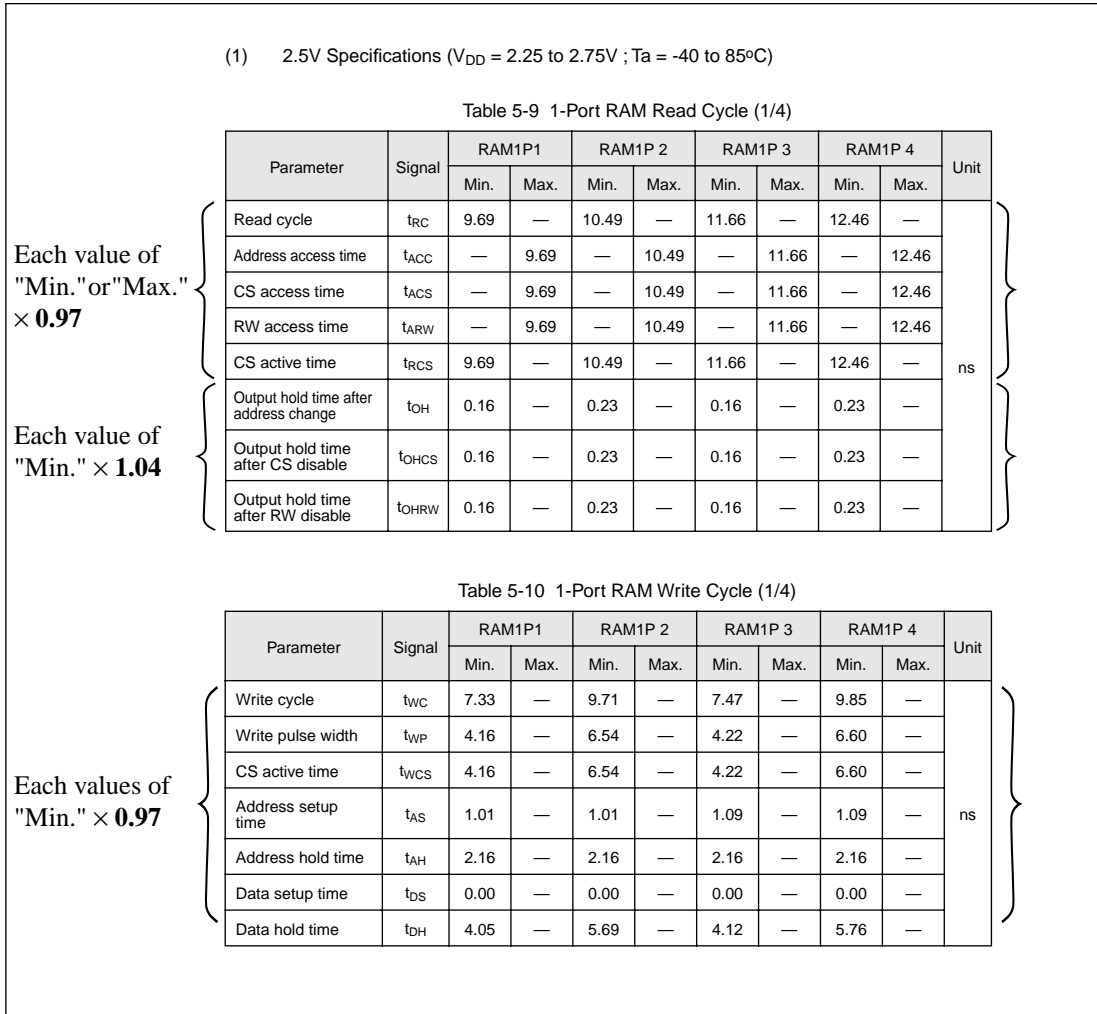 (1) 2.5V Specifications (VDD = 2.25 to 2.75V ; Ta = -40 to 85ºC)
Table 5-9 1-Port RAM Read Cycle (1/4)
Parameter Signal RAM1P1 RAM1P 2 RAM1P 3 RAM1P 4 Unit
Min. Max. Min. Max. Min. Max. Min. Max.
Read cycle tRC 9.69 — 10.49 — 11.66 — 12.46 — ns
Address access time tACC — 9.69 — 10.49 — 11.66 — 12.46
CS access time tACS — 9.69 — 10.49 — 11.66 — 12.46
RW access time tARW — 9.69 — 10.49 — 11.66 — 12.46
CS active time tRCS 9.69 — 10.49 — 11.66 — 12.46 —
Output hold time after
address change tOH 0.16 — 0.23 — 0.16 — 0.23 —
Output hold time
after CS disable tOHCS 0.16 — 0.23 — 0.16 — 0.23 —
Output hold time
after RW disable tOHRW 0.16 — 0.23 — 0.16 — 0.23 —
Each value of
"Min."or"Max."
× 0.97
Each value of
"Min." × 1.04
Table 5-10 1-Port RAM Write Cycle (1/4)
Parameter Signal RAM1P1 RAM1P 2 RAM1P 3 RAM1P 4 Unit
Min. Max. Min. Max. Min. Max. Min. Max.
Write cycle tWC 7.33 — 9.71 — 7.47 — 9.85 — ns
Write pulse width tWP 4.16 — 6.54 — 4.22 — 6.60 —
CS active time tWCS 4.16 — 6.54 — 4.22 — 6.60 —
Address setup
time tAS 1.01 — 1.01 — 1.09 — 1.09 —
Address hold time tAH 2.16 — 2.16 — 2.16 — 2.16 —
Data setup time tDS 0.00 — 0.00 — 0.00 — 0.00 —
Data hold time tDH 4.05 — 5.69 — 4.12 — 5.76 —
Each values of
"Min." × 0.97